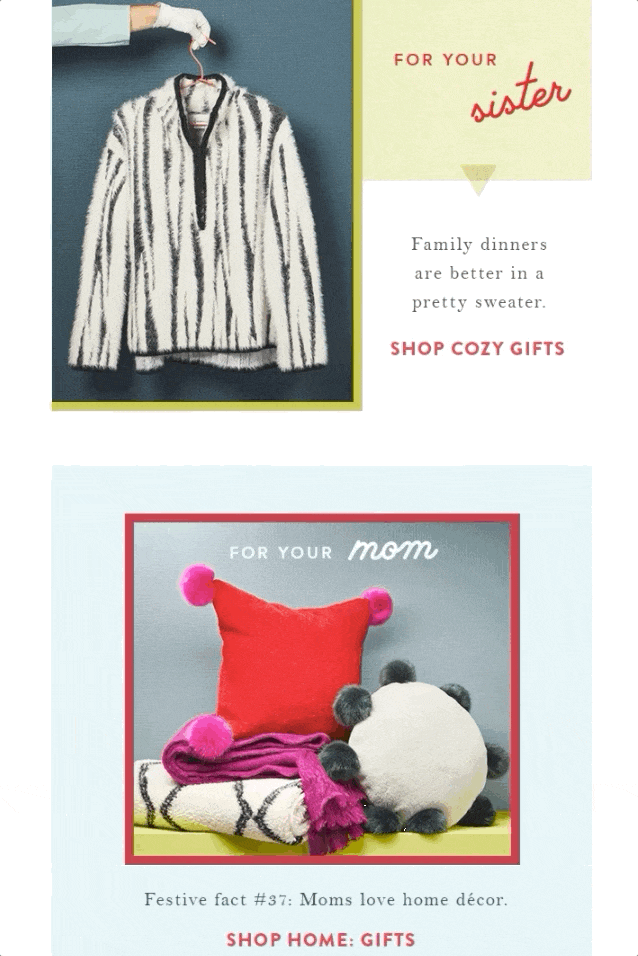 FOR YOUR
sister
Family dinners
are better in a
pretty sweater.
SHOP COZY GIFTS
FOR YOUR mom
Festive fact #37: Moms love home décor.
SHOP HOME: GIFTS